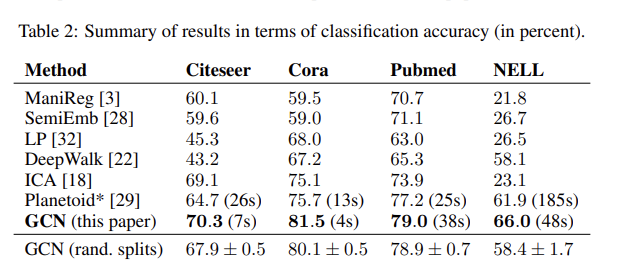 Table 2: Summary of results in terms of classification accuracy (in percent).
Method Citeseer Cora Pubmed NELL
ManiReg [3] 60.1 59.5 70.7 21.8
SemiEmb [28] 59.6 59.0 71.1 26.7
LP [32] 45.3 68.0 63.0 26.5
DeepWalk [22] 43.2 67.2 65.3 58.1
ICA [18] 69.1 75.1 73.9 23.1
Planetoid* [29] 64.7 (26s) 75.7 (13s) 77.2 (25s) 61.9 (185s)
GCN (this paper) 70.3 (7s) 81.5 (4s) 79.0 (38s) 66.0 (48s)
GCN (rand. splits) 67.9 ± 0.5 80.1 ± 0.5 78.9 ± 0.7 58.4 ± 1.7